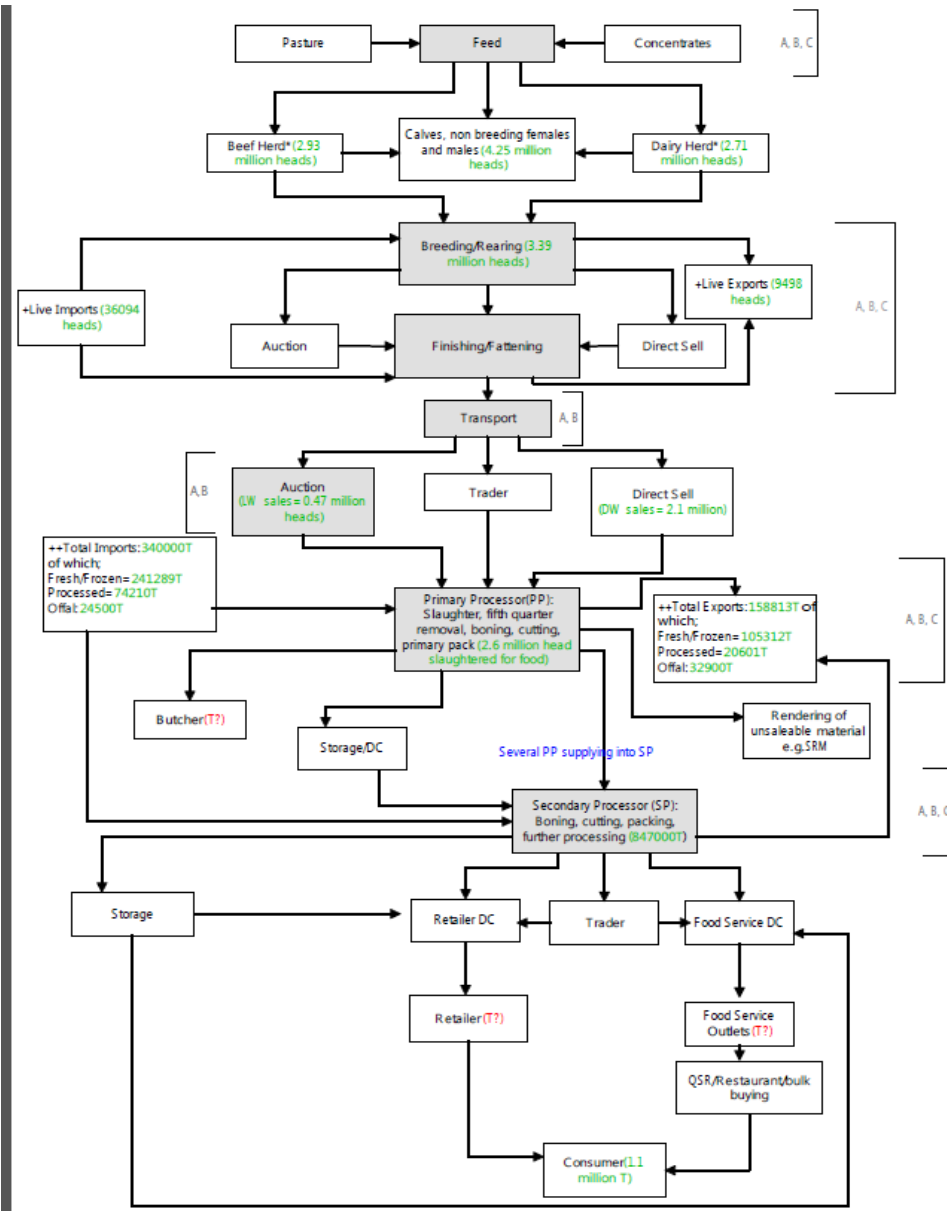 Pasture
Feed
Concentrates
A, B, C
Beef Herd* (2.93
million heads)
Calves, non breeding females
and males (4.25 million
heads)
Dairy Herd* (2.71
million heads)
Breeding/Rearing (3.39
million heads)
+Live Imports (36094
heads)
+Live Exports (9498
heads)
A, B, C
Auction
Finishing/Fattening
Direct Sell
Transport
A, B
A,B
Auction
(LW sales= 0.47 million
heads)
Trader
Direct Sell
(DW sales= 2.1 million)
++Total Imports: 340000T
of which;
Fresh/Frozen= 241289T
Processed= 74210T
Offal: 24500T
Primary Processor(PP):
Slaughter, fifth quarter
removal, boning, cutting,
primary pack (2.6 million head
slaughtered for food)
++Total Exports: 158813T of
which;
Fresh/Frozen= 105312T
Processed= 20601T
Offal: 32900T
A, B, C
Butcher(T?)
Storage/DC
Rendering of
unsaleable material
e.g.SRM
Several PP supplying into SP
Secondary Processor (SP):
Boning, cutting, packing,
further processing (847000T)
A, B, C
Storage
Retailer DC
Trader
Food Service DC
Retailer (T?)
Food Service
Outlets (T?)
QSR/Restaurant/bulk
buying
Consumer(1.1
million T)